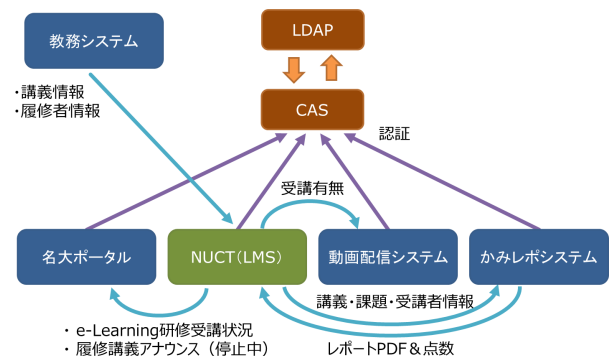 教務システム
LDAP
・講義情報
・履修者情報
CAS
認証
受講有無
名大ポータル
NUCT(LMS)
動画配信システム
かみレポシステム
講義・課題・受講者情報
・ e-Learning研修受講状況
・ 履修講義アナウンス（停止中）
レポートPDF＆点数